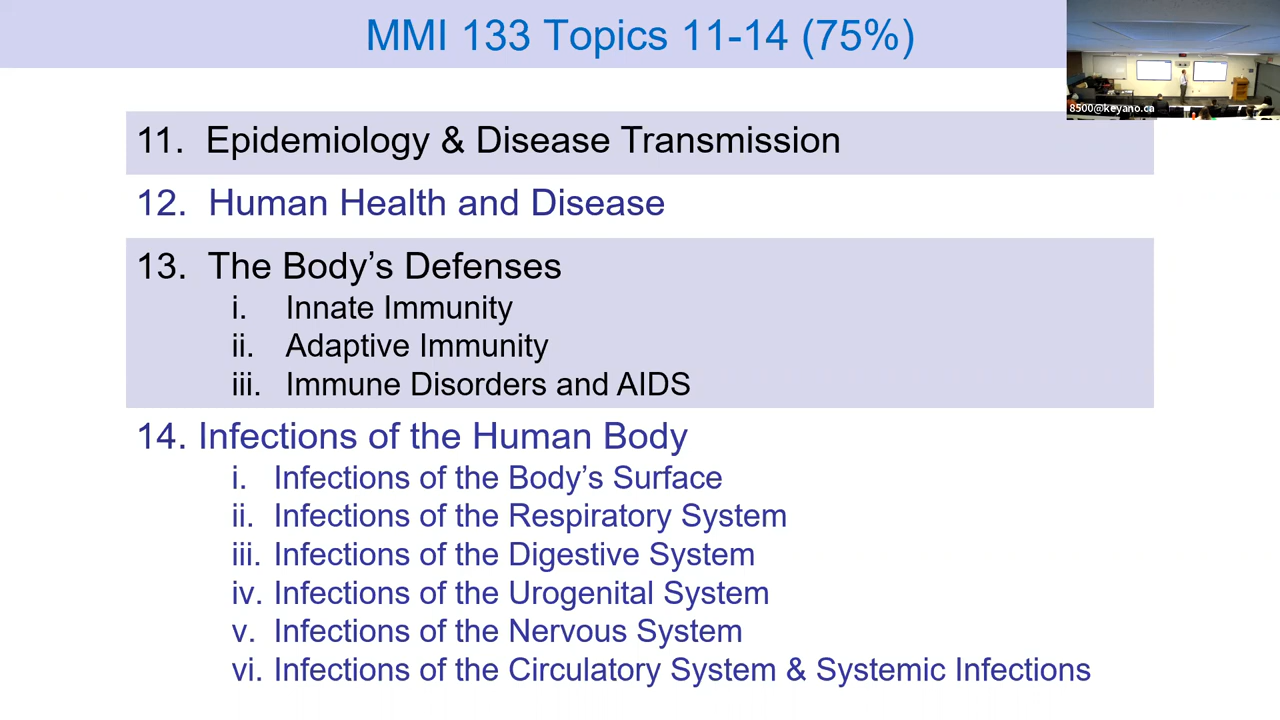 MMI 133 Topics 11-14 (75%)
8500@keyano.ca
11. Epidemiology & Disease Transmission
12. Human Health and Disease
13. The Body’s Defenses
i. Innate Immunity
ii. Adaptive Immunity
iii. Immune Disorders and AIDS
14. Infections of the Human Body
i. Infections of the Body’s Surface
ii. Infections of the Respiratory System
iii. Infections of the Digestive System
iv. Infections of the Urogenital System
v. Infections of the Nervous System
vi. Infections of the Circulatory System & Systemic Infections